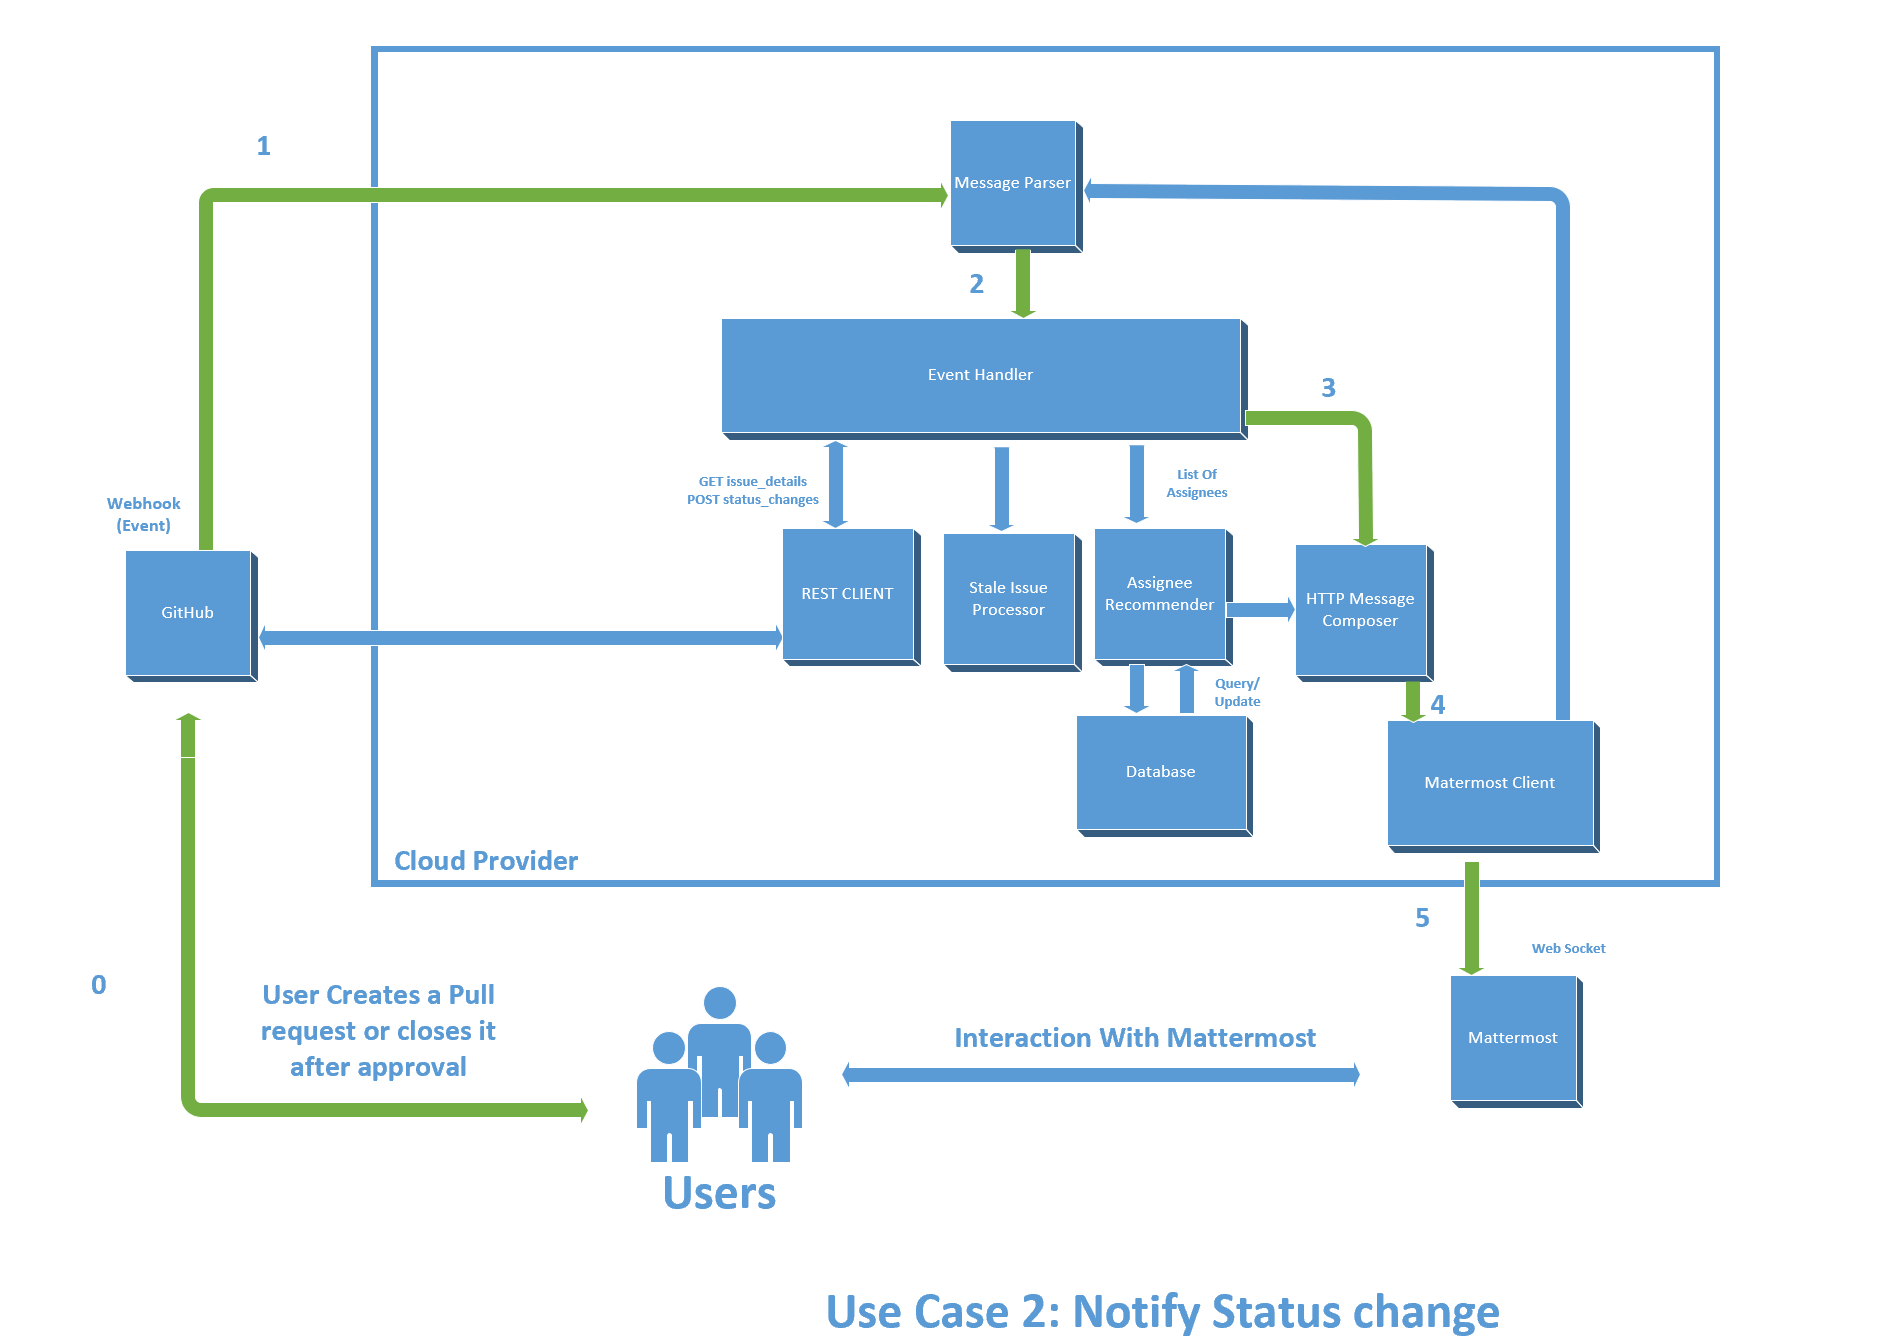 1
Message Parser
2
Event Handler
3
GET issue_details
POST status_changes
List Of
Assignees
Webhook
(Event)
GitHub
REST CLIENT
Stale Issue
Processor
Assignee
Recommender
HTTP Message
Composer
Query/
Update
4
Database
Matermost Client
Cloud Provider
5
Web Socket
0
User Creates a Pull
request or closes it
after approval
Interaction With Mattermost
Mattermost
Users
Use Case 2: Notify Status change